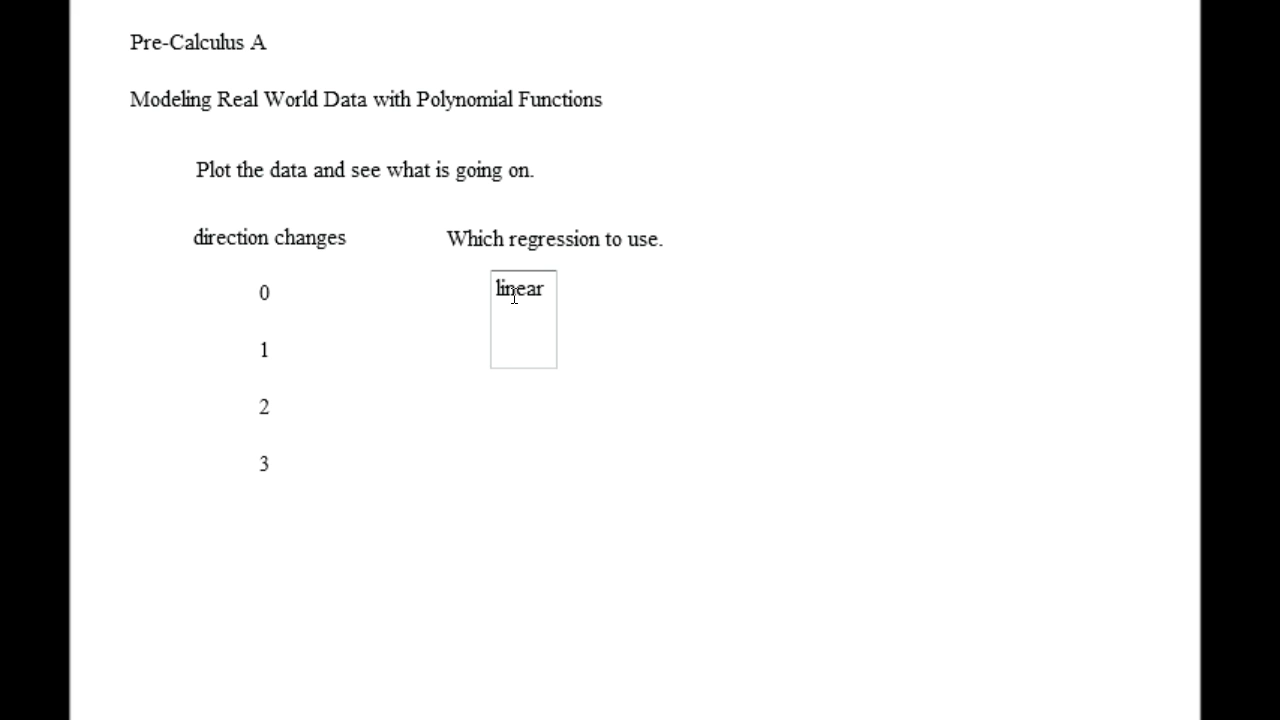 Pre-Calculus A
Modeling Real World Data with Polynomial Functions
Plot the data and see what is going on.
direction changes Which regression to use.
0 linear
1
2
3